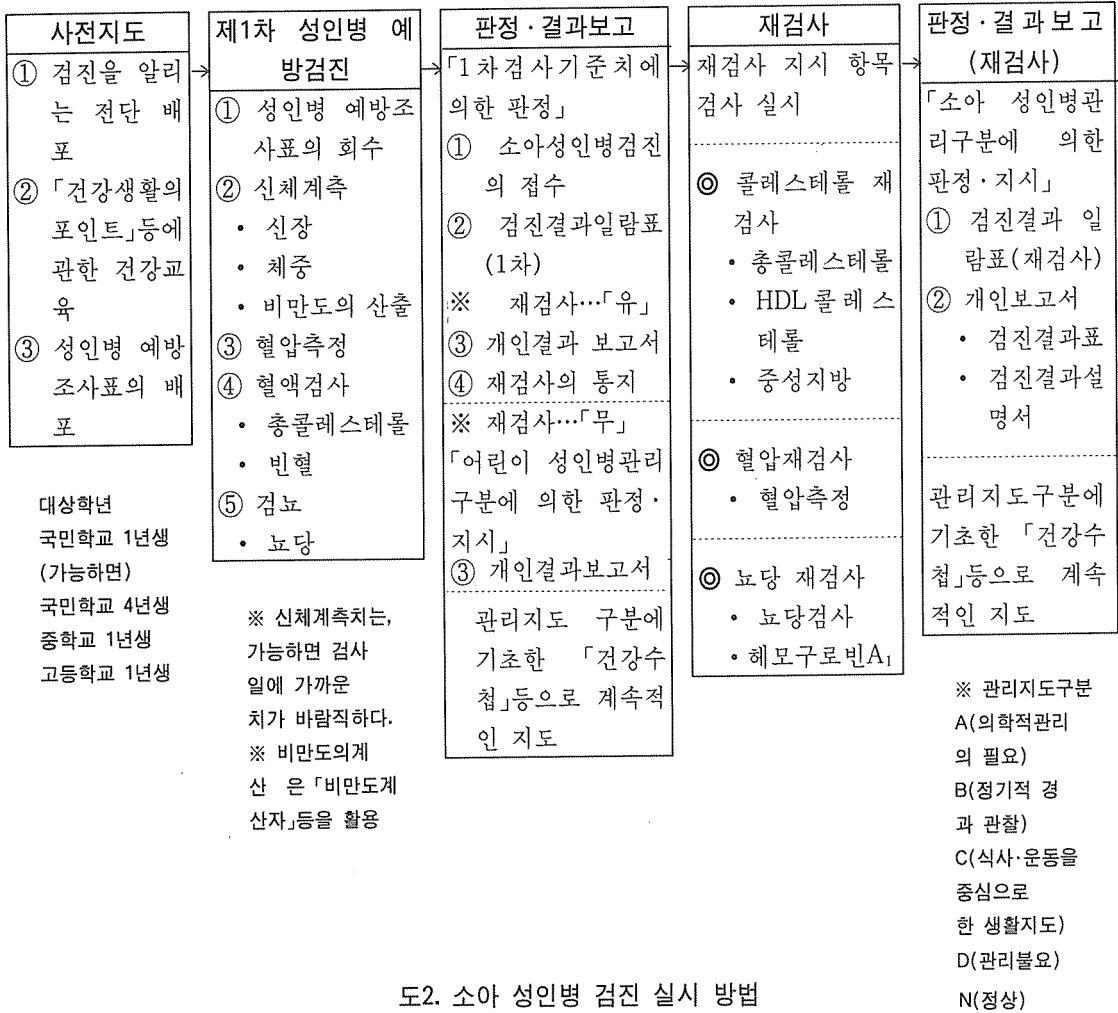 사전지도
① 검진을 알리
는 전단 배
포
② 「건강생활의
포인트」등에
관한 건강교
육
③ 성인병 예방
조사표의 배
포
대상학년
국민학교 1년생
(가능하면)
국민학교 4년생
중학교 1년생
고등학교 1년생
제1차 성인병 예
방검진
① 성인병 예방조
사표의 회수
② 신체계측
• 신장
• 체중
• 비만도의 산출
③ 혈압측정
④ 혈액검사
• 총콜레스테롤
• 빈혈
⑤ 검뇨
• 뇨당
※ 신체계측치는,
가능하면 검사
일에 가까운
치가 바람직하다.
※ 비만도의계
산 은「비만도계
산자」등을 활용
판정·결과보고
「1차검사기준치에
의한 판정」
① 소아성인병검진
의 접수
② 검진결과일람표
(1차)
※ 재검사…「유」
③ 개인결과 보고서
④ 재검사의 통지
※ 재검사…「무」
「어린이 성인병관리
구분에 의한 판정·
지시」
③ 개인결과보고서
관리지도 구분에
기초한 「건강수
첩」등으로 계속적
인 지도
재검사
재검사 지시 항목
검사 실시
◎ 콜레스테롤 재
검사
• 총콜레스테롤
• HDL콜레스
테롤
• 중성지방
◎ 혈압재검사
• 혈압측정
◎ 뇨당 재검사
• 뇨당검사
• 헤모구로빈A₁
판정·결과보고
(재검사)
「소아 성인병관
리구분에 의한
판정·지시」
① 검진결과 일
람표(재검사)
② 개인보고서
• 검진결과표
• 검진결과설
명서
관리지도구분에
기초한 「건강수
첩」등으로 계속
적인 지도
※ 관리지도구분
A(의학적관리
의 필요)
B(정기적 경
과 관찰)
C(식사·운동을
중심으로
한 생활지도)
D(관리불요)
N(정상)
도2. 소아 성인병 검진 실시 방법